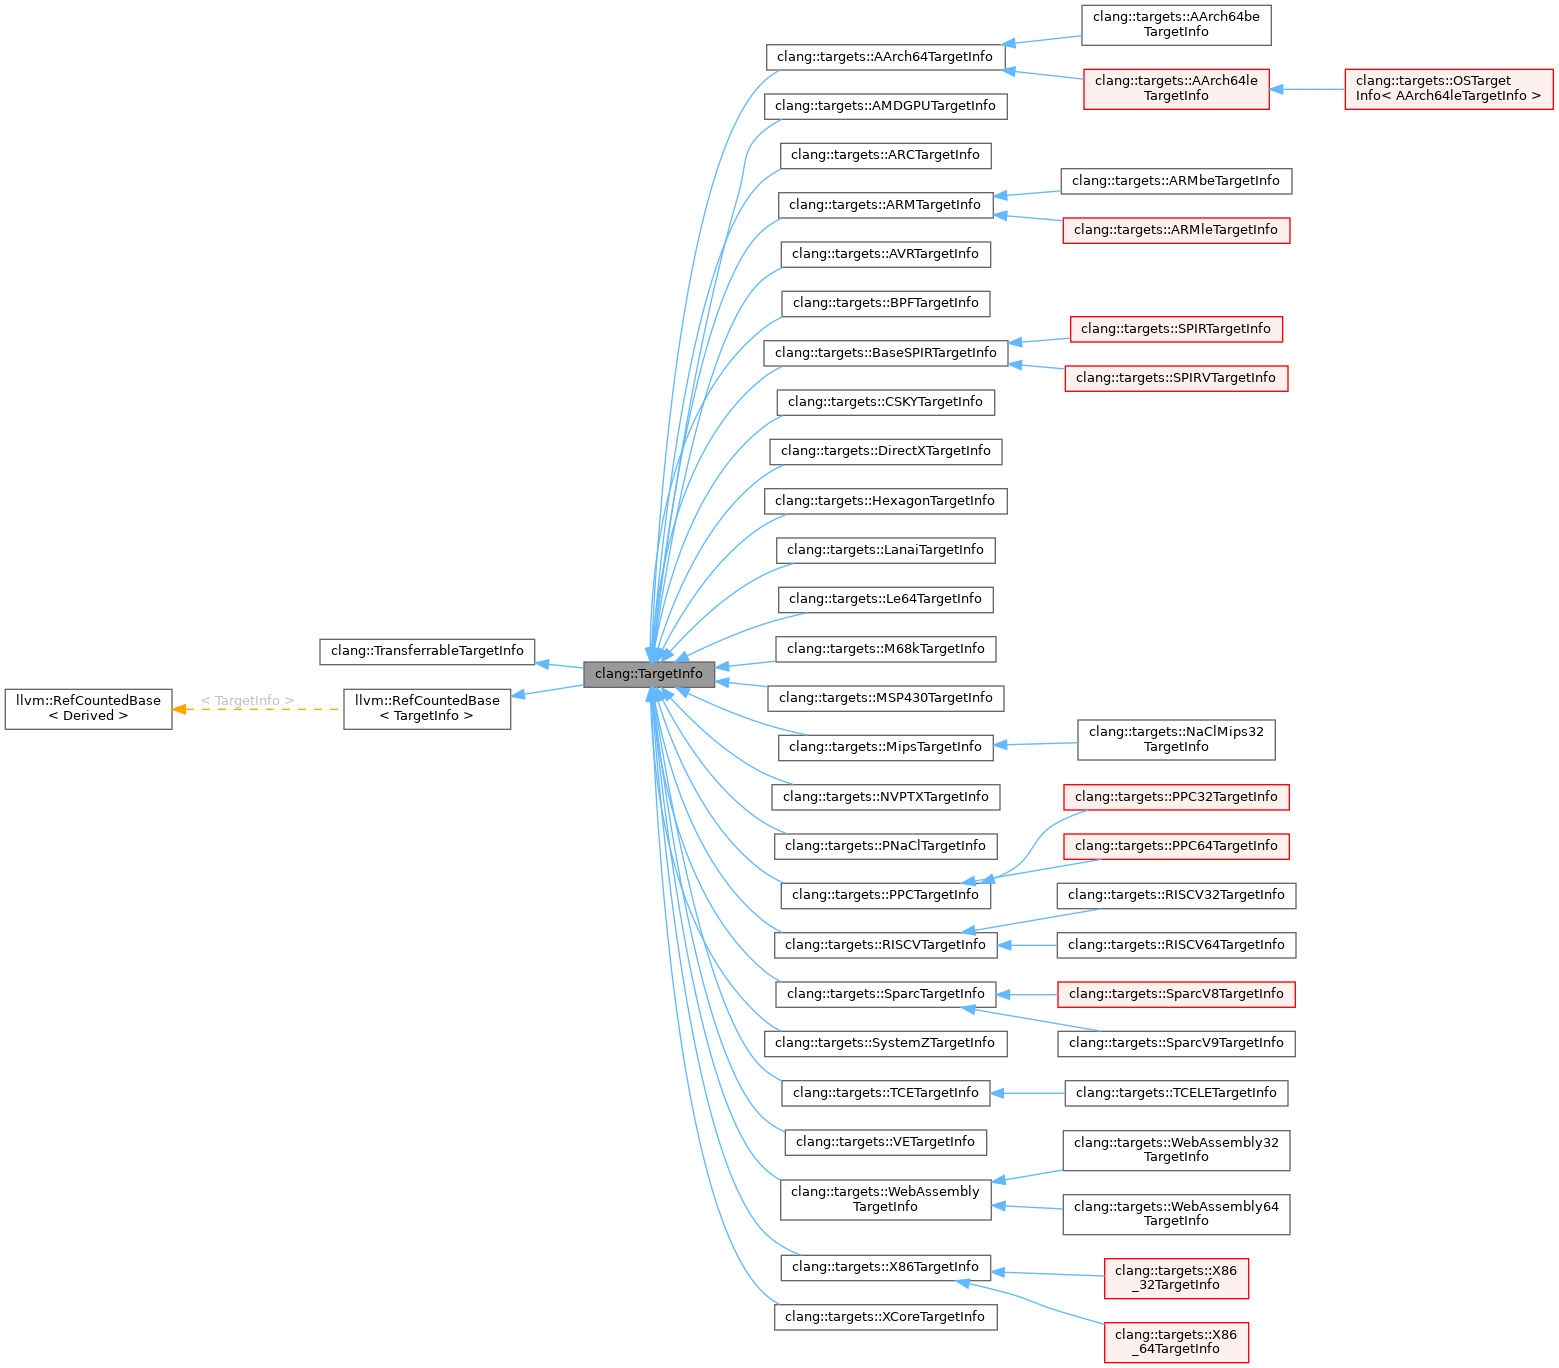 clang::targets::AArch64be
TargetInfo
clang::targets::AArch64TargetInfo
clang::targets::AArch64le
TargetInfo
clang::targets::OSTarget
Info< AArch64leTargetInfo >
clang::targets::AMDGPUTargetInfo
clang::targets::ARCTargetInfo
clang::targets::ARMbeTargetInfo
clang::targets::ARMTargetInfo
clang::targets::ARMleTargetInfo
clang::targets::AVRTargetInfo
clang::targets::BPFTargetInfo
clang::targets::SPIRTargetInfo
clang::targets::BaseSPIRTargetInfo
clang::targets::SPIRVTargetInfo
clang::targets::CSKYTargetInfo
clang::targets::DirectXTargetInfo
clang::targets::HexagonTargetInfo
clang::targets::LanaiTargetInfo
clang::targets::Le64TargetInfo
clang::TransferrableTargetInfo
clang::targets::M68kTargetInfo
clang::TargetInfo
llvm::RefCountedBase
< Derived >
< TargetInfo >
llvm::RefCountedBase
< TargetInfo >
clang::targets::MSP430TargetInfo
clang::targets::MipsTargetInfo
clang::targets::NaClMips32
TargetInfo
clang::targets::NVPTXTargetInfo
clang::targets::PPC32TargetInfo
clang::targets::PNaClTargetInfo
clang::targets::PPC64TargetInfo
clang::targets::PPCTargetInfo
clang::targets::RISCV32TargetInfo
clang::targets::RISCVTargetInfo
clang::targets::RISCV64TargetInfo
clang::targets::SparcTargetInfo
clang::targets::SparcV8TargetInfo
clang::targets::SystemZTargetInfo
clang::targets::SparcV9TargetInfo
clang::targets::TCETargetInfo
clang::targets::TCELETargetInfo
clang::targets::VETargetInfo
clang::targets::WebAssembly32
TargetInfo
clang::targets::WebAssembly
TargetInfo
clang::targets::WebAssembly64
TargetInfo
clang::targets::X86TargetInfo
clang::targets::X86
_32TargetInfo
clang::targets::XCoreTargetInfo
clang::targets::X86
_64TargetInfo